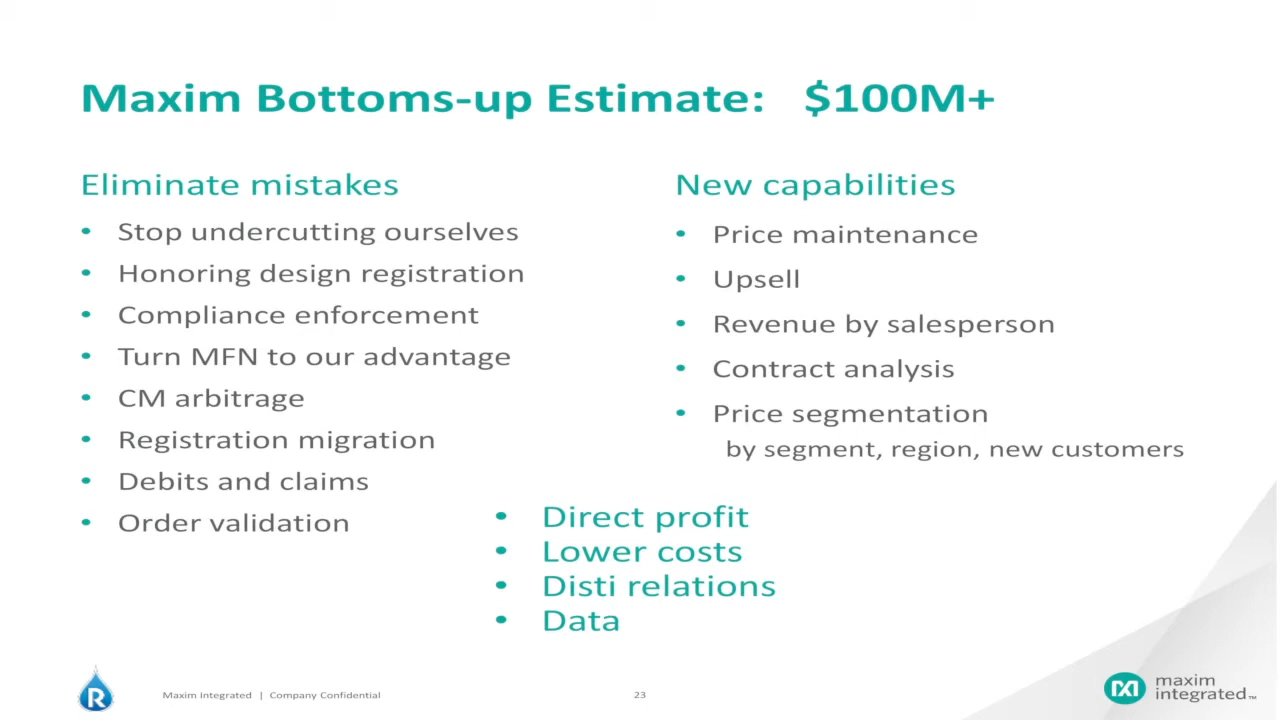 Maxim Bottoms-up Estimate: $100M+
Eliminate mistakes
• Stop undercutting ourselves
• Honoring design registration
• Compliance enforcement
• Turn MFN to our advantage
• CM arbitrage
• Registration migration
• Debits and claims
• Order validation
New capabilities
• Price maintenance
• Upsell
• Revenue by salesperson
• Contract analysis
• Price segmentation
by segment, region, new customers
• Direct profit
• Lower costs
• Disti relations
• Data
R
Maxim Integrated | Company Confidential
23
maxim
integrated™